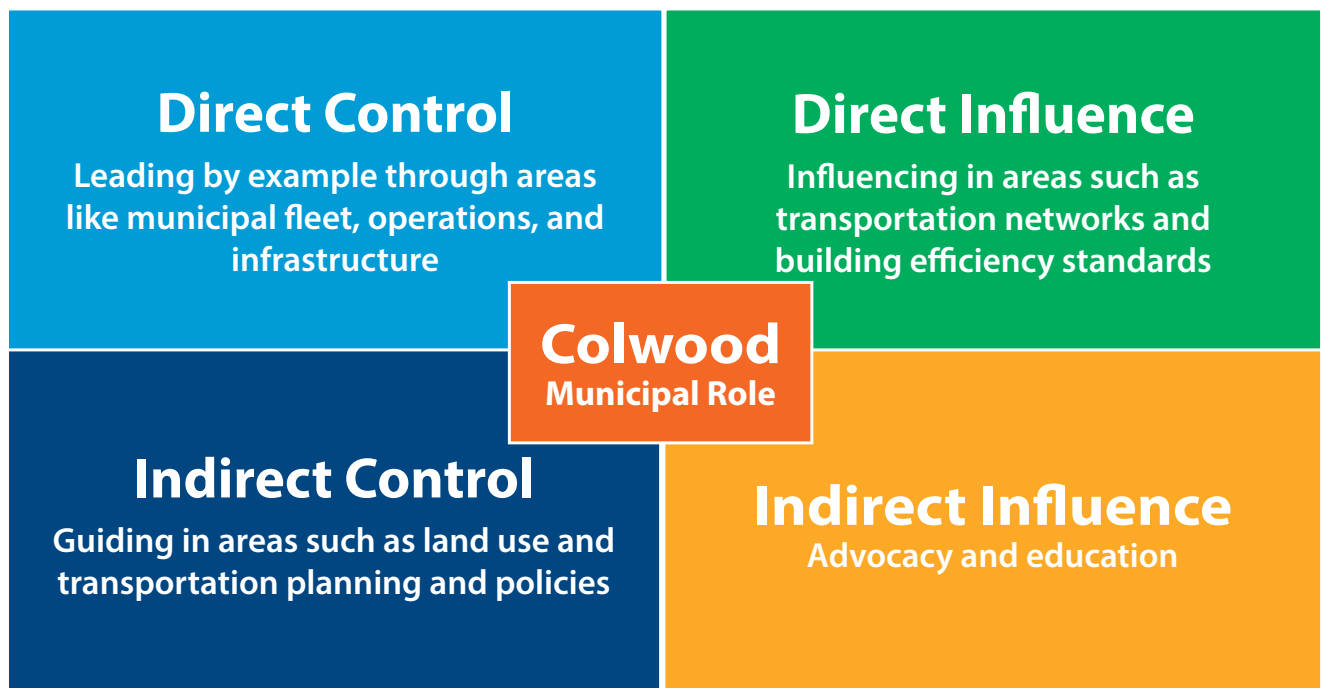 Direct Control
Leading by example through areas
like municipal fleet, operations, and
infrastructure
Direct Influence
Influencing in areas such as
transportation networks and
building efficiency standards
Colwood
Municipal Role
Indirect Control
Guiding in areas such as land use and
transportation planning and policies
Indirect Influence
Advocacy and education